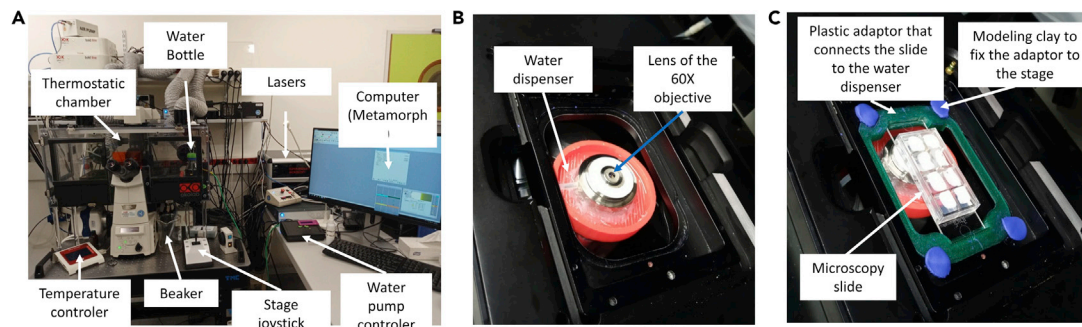 A
Water
Bottle
Thermostatic
chamber
Lasers
Computer
(Metamorph
)
Temperature
controler
Beaker
Stage
joystick
Water
pump
controler
B
Water
dispenser
Lens of the
60X
objective
C
Plastic adaptor that
connects the slide
to the water
dispenser
Modeling clay to
fix the adaptor to
the stage
Microscopy
slide